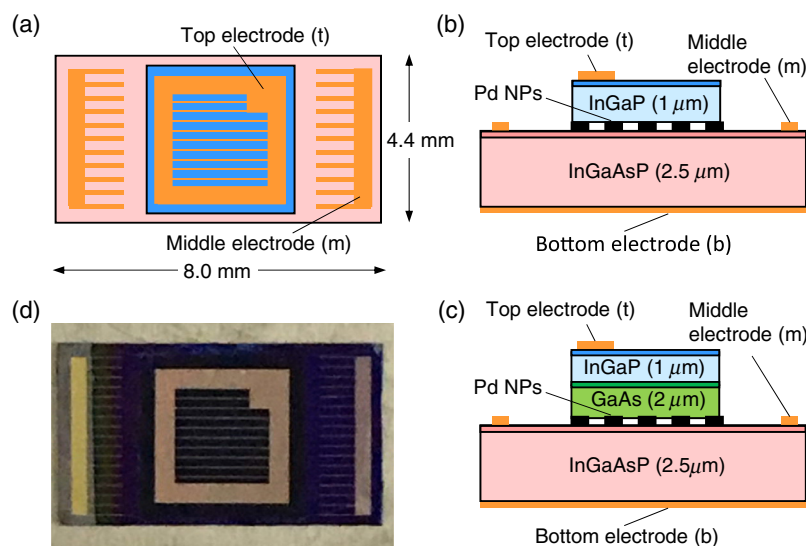 (a)
Top electrode (t)
4.4 mm
Middle electrode (m)
8.0 mm
(b)
Top electrode (t)
Middle
electrode (m)
Pd NPs
InGaP (1 μm)
InGaAsP (2.5 μm)
Bottom electrode (b)
(d)
(c)
Top electrode (t)
Middle
electrode (m)
InGaP (1 μm)
Pd NPs
GaAs (2 μm)
InGaAsP (2.5μm)
Bottom electrode (b)